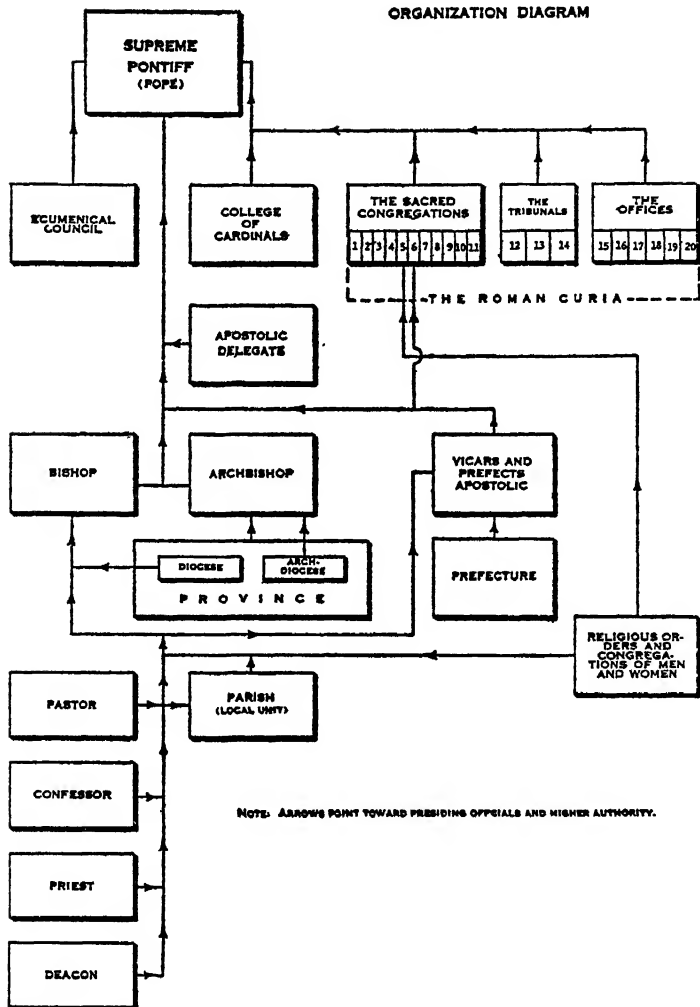 ORGANIZATION DIAGRAM
SUPREME
PONTIFF
(POPE)
ECUMENICAL
COUNCIL
COLLEGE
OF
CARDINALS
THE SACRED
CONGREGATIONS
1 2 3 4 5 6 7 8 9 10 11
THE
TRIBUNALS
12 13 14
THE
OFFICES
15 16 17 18 19 20
THE ROMAN CURIA
APOSTOLIC
DELEGATE
BISHOP
ARCHBISHOP
VICARS AND
PREFECTS
APOSTOLIC
DIOCESE
ARCH-
DIOCESE
PROVINCE
PREFECTURE
RELIGIOUS OR-
DERS AND
CONGREGA-
TIONS OF MEN
AND WOMEN
PASTOR
PARISH
(LOCAL UNIT)
CONFESSOR
NOTE: ARROWS POINT TOWARD PRESIDING OFFICIALS AND HIGHER AUTHORITY.
PRIEST
DEACON